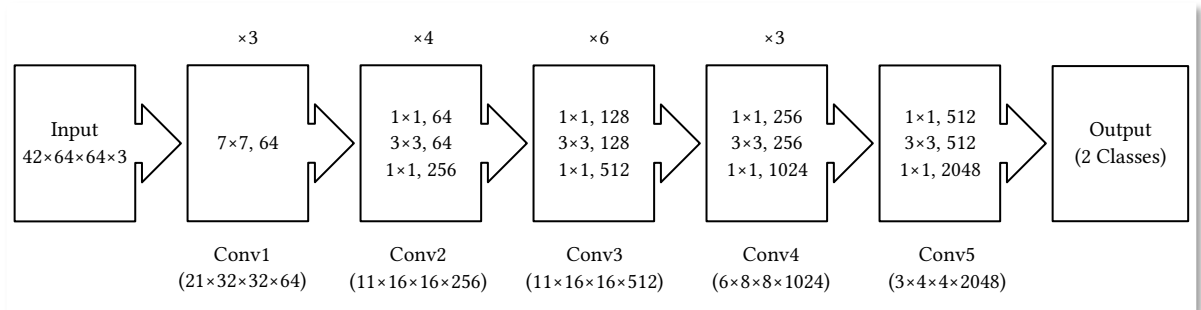 ×3
×4
×6
×3
Input
42×64×64×3
7×7, 64
1×1, 64
3×3, 64
1×1, 256
1×1, 128
3×3, 128
1×1, 512
1×1, 256
3×3, 256
1×1, 1024
1×1, 512
3×3, 512
1×1, 2048
Output
(2 Classes)
Conv1
(21×32×32×64)
Conv2
(11×16×16×256)
Conv3
(11×16×16×512)
Conv4
(6×8×8×1024)
Conv5
(3×4×4×2048)